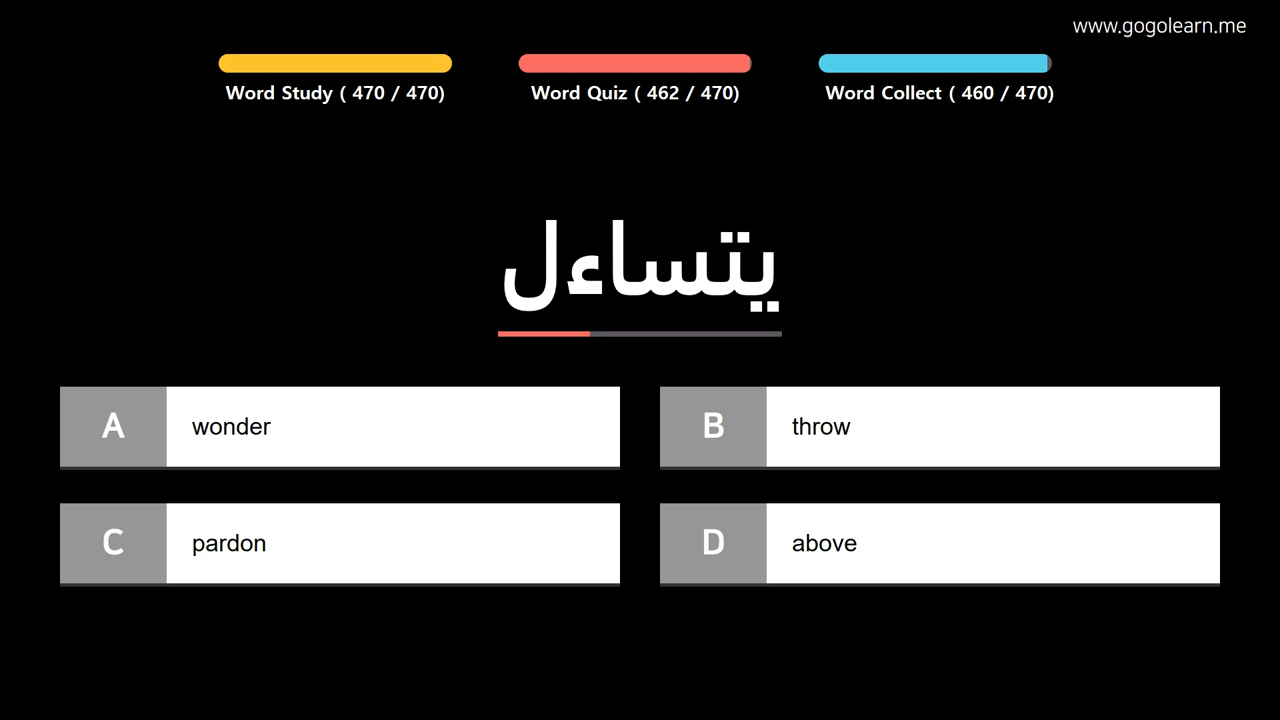 www.gogolearn.me
Word Study ( 470 / 470)
Word Quiz ( 462 / 470)
Word Collect ( 460 / 470)
يتساءل
A wonder
B throw
C pardon
D above